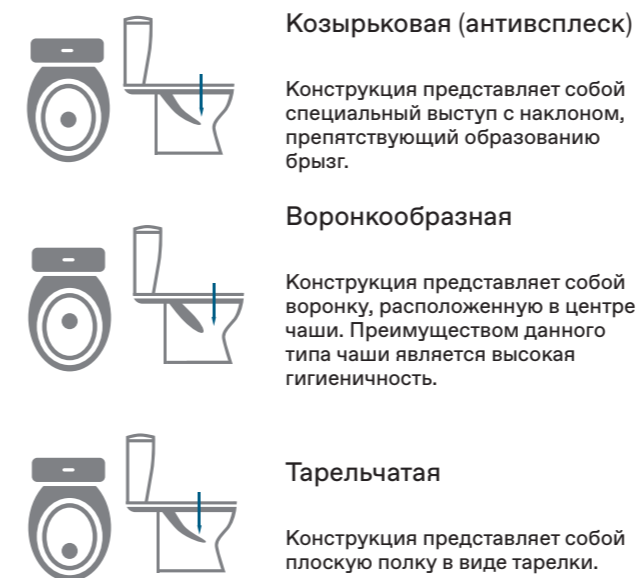 Козырьковая (антивсплеск)
Конструкция представляет собой
специальный выступ с наклоном,
препятствующий образованию
брызг.
Воронкообразная
Конструкция представляет собой
воронку, расположенную в центре
чаши. Преимуществом данного
типа чаши является высокая
гигиеничность.
Тарельчатая
Конструкция представляет собой
плоскую полку в виде тарелки.